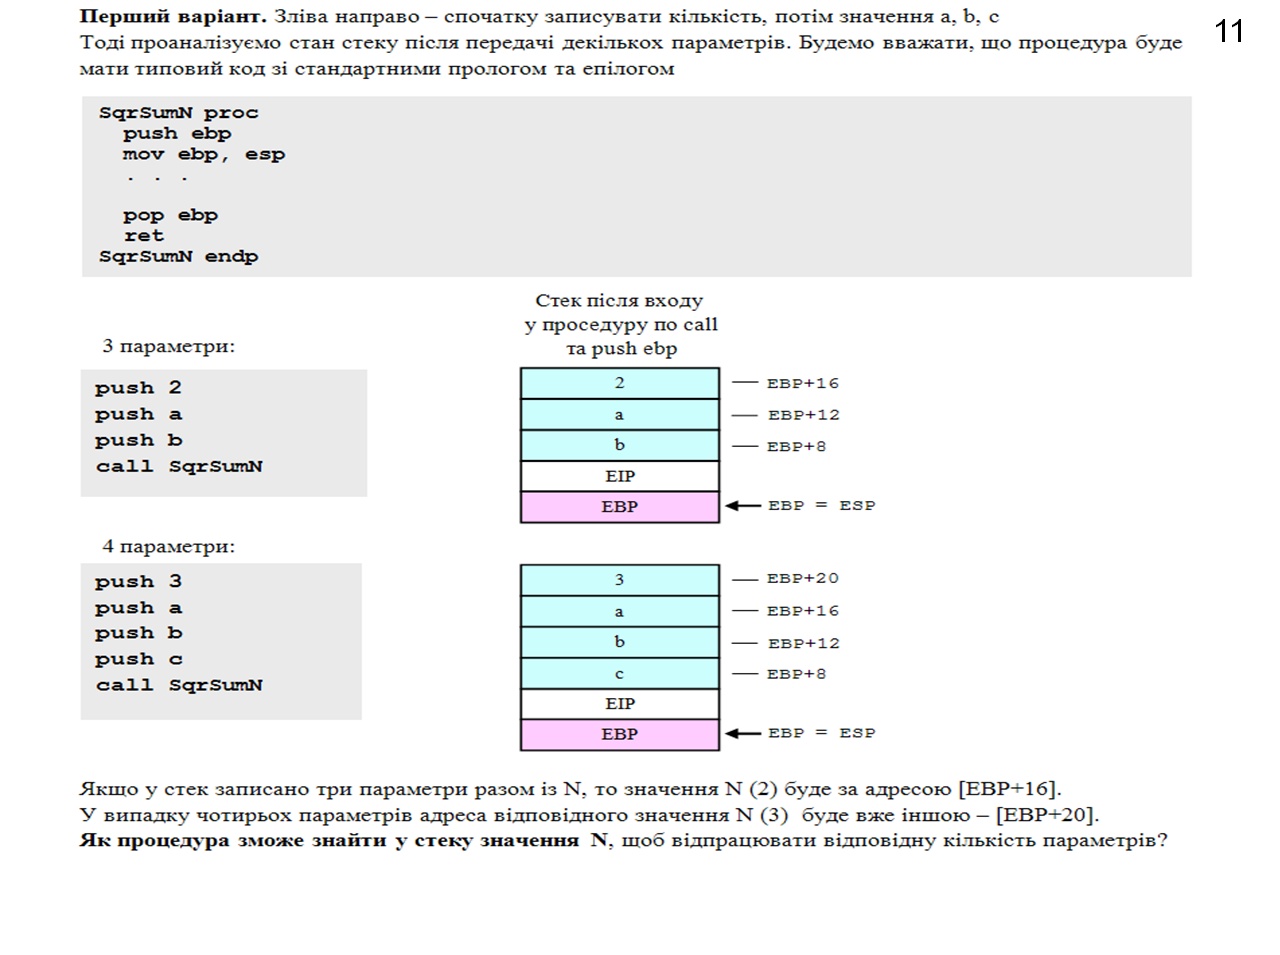 11
Перший варіант. Зліва направо – спочатку записувати кількість, потім значення a, b, c
Тоді проаналізуємо стан стеку після передачі декількох параметрів. Будемо вважати, що процедура буде
мати типовий код зі стандартними прологом та епілогом
SqrSumN proc
push ebp
mov ebp, esp
. . .
pop ebp
ret
SqrSumN endp
Стек після входу
у проседуру по call
та push ebp
3 параметри:
push 2
push a
push b
call SqrSumN
2 EBP+16
a EBP+12
b EBP+8
EIP
EBP EBP = ESP
4 параметри:
push 3
push a
push b
push c
call SqrSumN
3 EBP+20
a EBP+16
b EBP+12
c EBP+8
EIP
EBP EBP = ESP
Якщо у стек записано три параметри разом із N, то значення N (2) буде за адресою [EBP+16].
У випадку чотирьох параметрів адреса відповідного значення N (3) буде вже іншою – [EBP+20].
Як процедура зможе знайти у стеку значення N, щоб відпрацювати відповідну кількість параметрів?